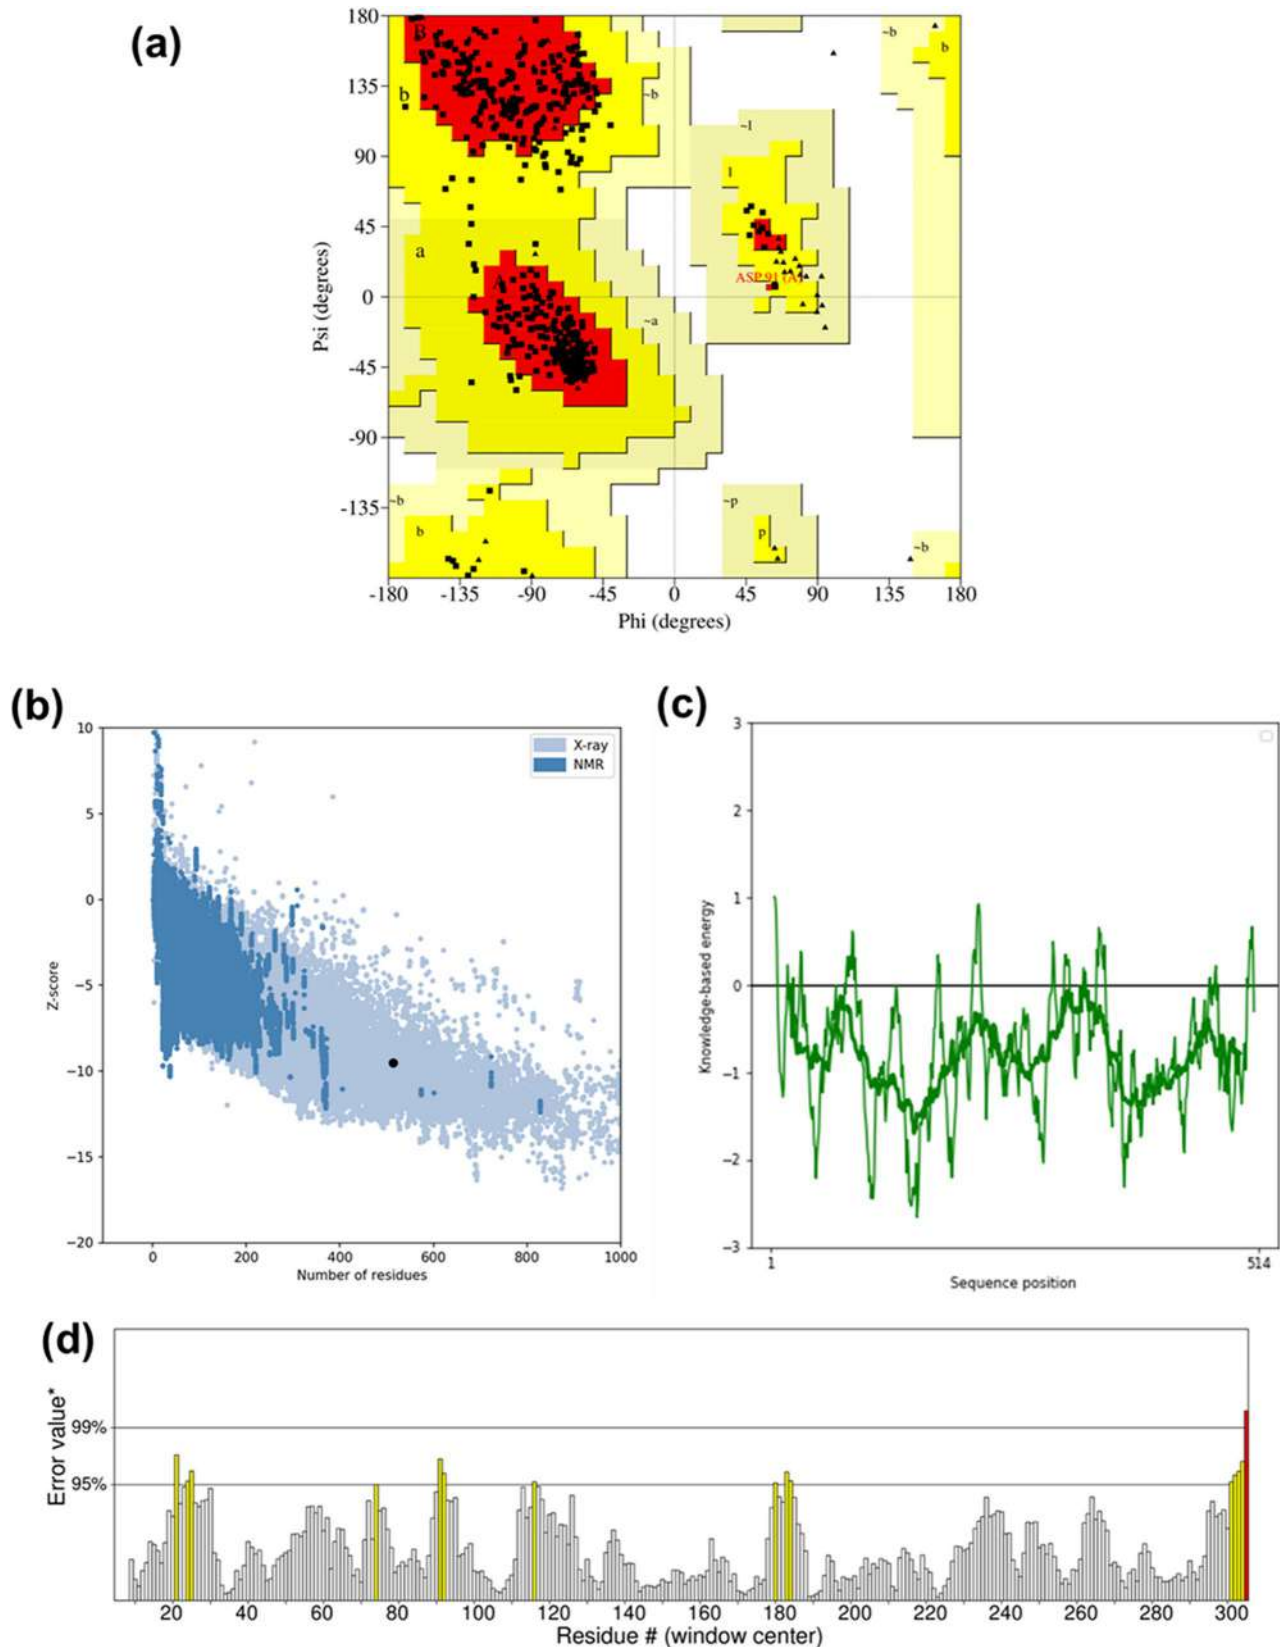 (a)
180
135
90
45
0
-45
-90
-135
-180
-135
-90
-45
0
45
90
135
180
Psi (degrees)
Phi (degrees)
B
b
~b
~b
b
~l
l
a
A
ASP 91 (A)
~a
~b
b
~p
p
~b
(b)
10
5
0
−5
−10
−15
−20
0
200
400
600
800
1000
Z-score
Number of residues
X-ray
NMR
(c)
3
2
1
0
−1
−2
−3
1
514
Knowledge-based energy
Sequence position
(d)
Error value*
99%
95%
20 40 60 80 100 120 140 160 180 200 220 240 260 280 300
Residue # (window center)